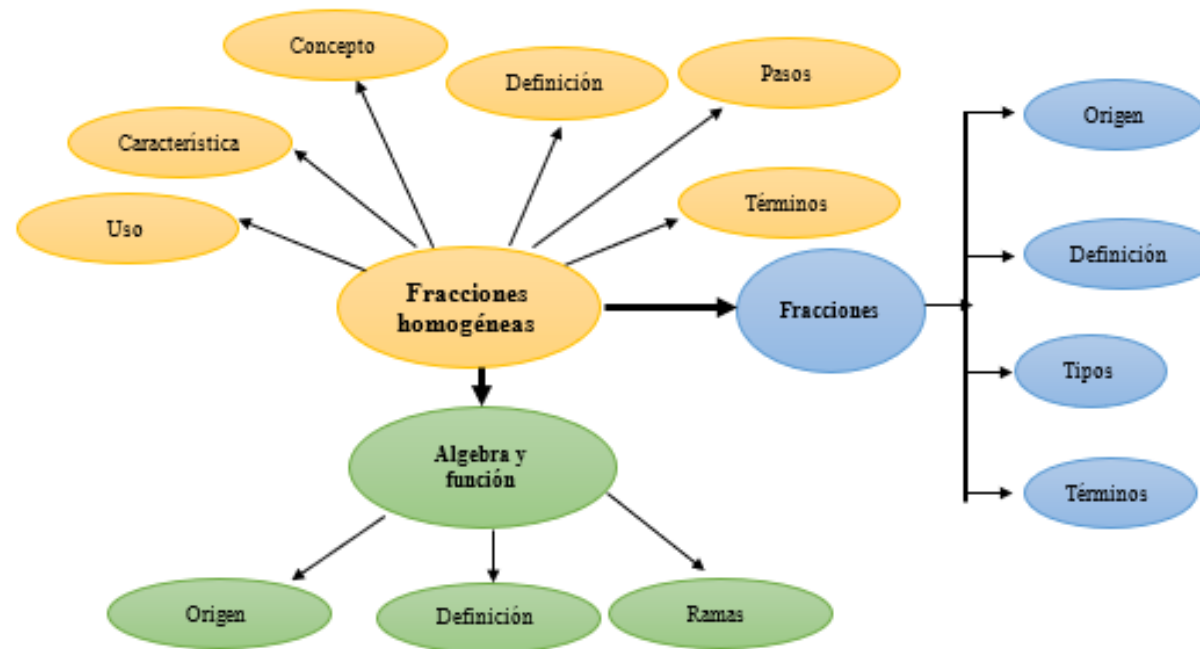 Concepto
Definición
Pasos
Origen
Característica
Términos
Uso
Definición
Fracciones
homogéneas
Fracciones
Tipos
Algebra y
función
Términos
Origen
Definición
Ramas